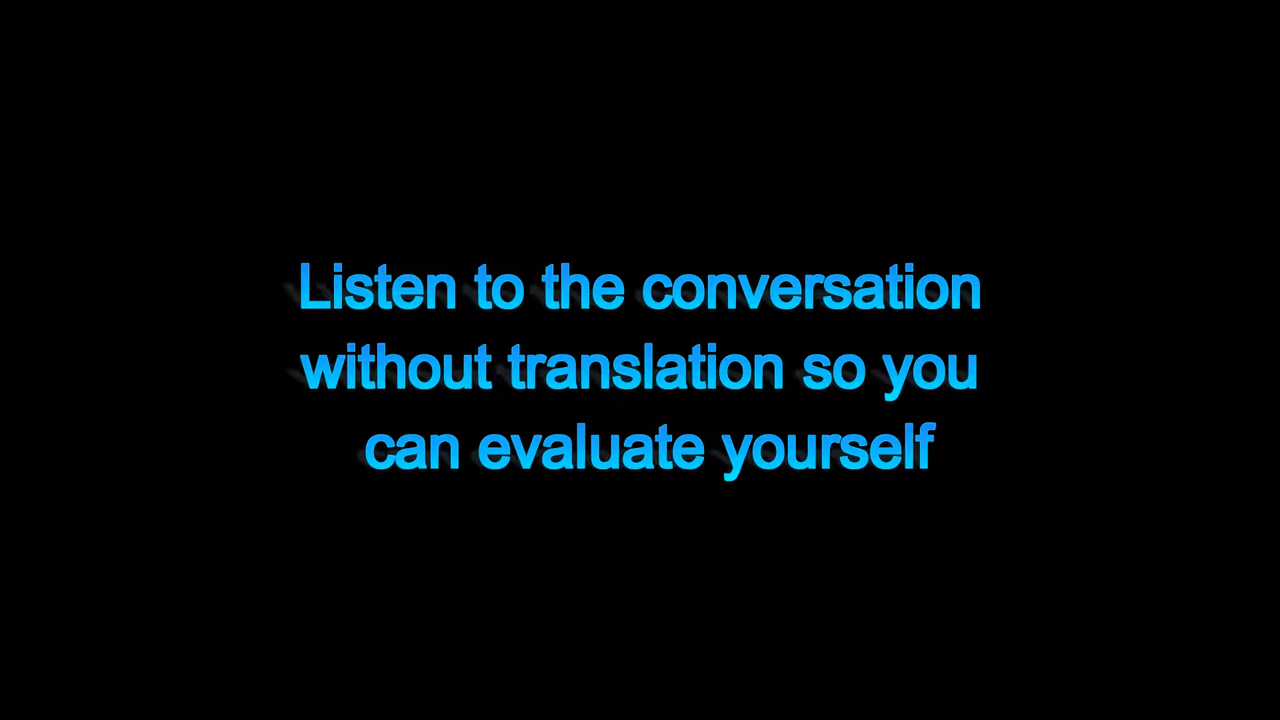 Listen to the conversation
without translation so you
can evaluate yourself